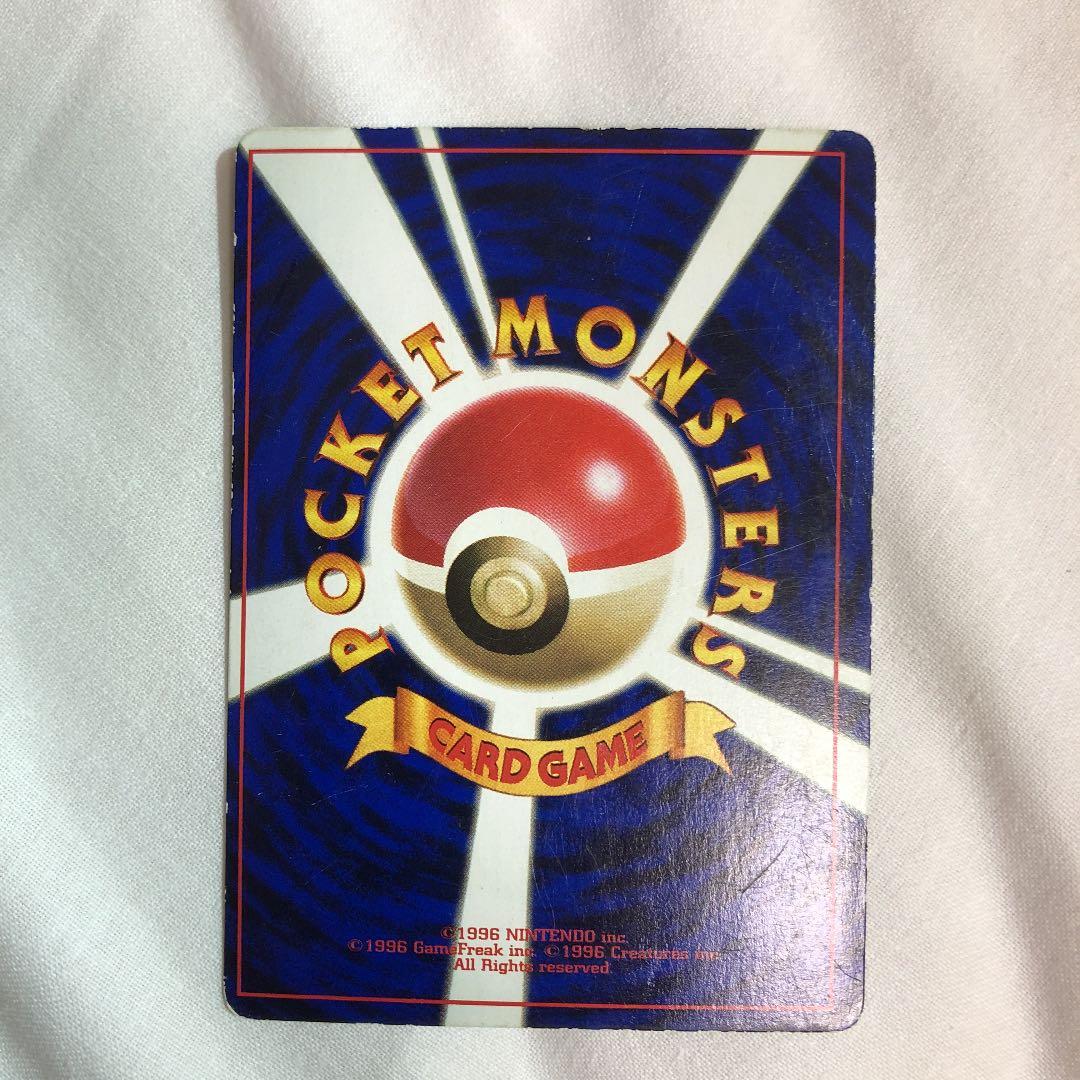 POCKET MONSTERS
CARD GAME
©1996 NINTENDO inc.
©1996 GameFreak inc. ©1996 Creatures inc.
All Rights reserved.